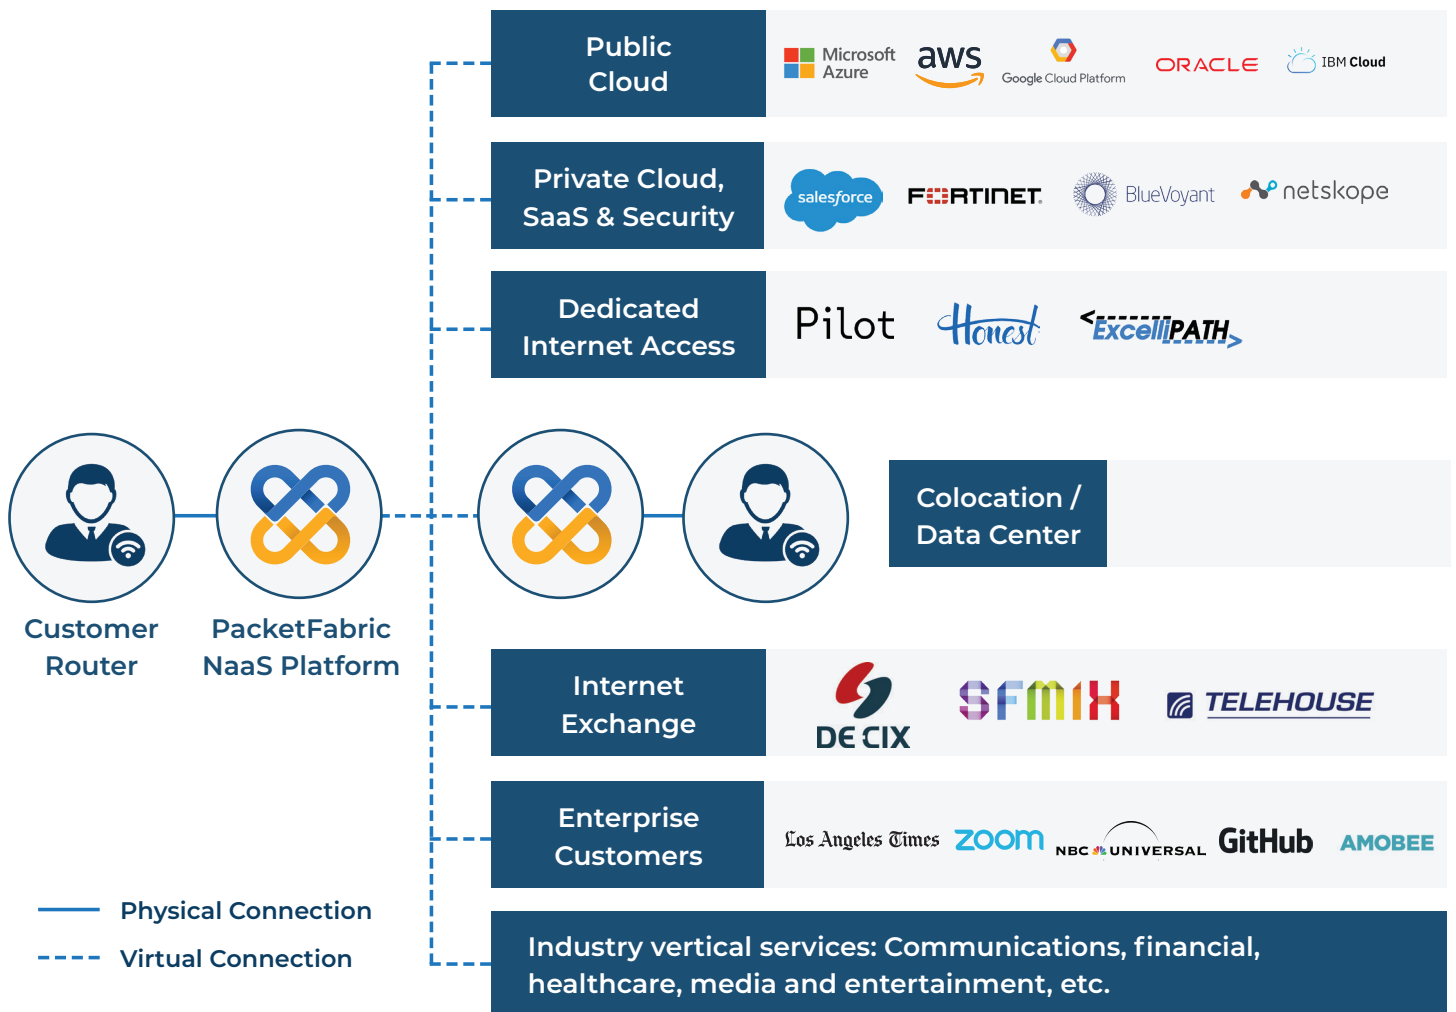 Public
Cloud
Microsoft
Azure
aws
Google Cloud Platform
ORACLE
IBM Cloud
Private Cloud,
SaaS & Security
salesforce
FORTINET
BlueVoyant
netskope
Dedicated
Internet Access
Pilot
Honest
<ExcelliPATH>
Colocation /
Data Center
Customer
Router
PacketFabric
NaaS Platform
Internet
Exchange
DE CIX
SFMIX
TELEHOUSE
Enterprise
Customers
Los Angeles Times
zoom
NBC UNIVERSAL
GitHub
AMOBEE
Physical Connection
Virtual Connection
Industry vertical services: Communications, financial,
healthcare, media and entertainment, etc.